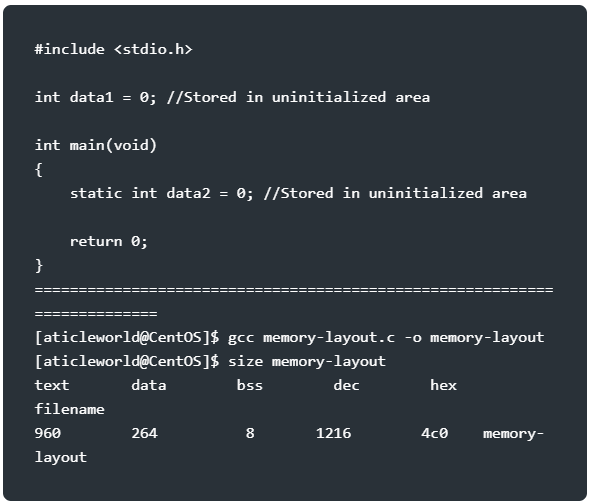 #include <stdio.h>
int data1 = 0; //Stored in uninitialized area
int main(void)
{
static int data2 = 0; //Stored in uninitialized area
return 0;
}
===========================================================
==============
[aticleworld@CentOS]$ gcc memory-layout.c -o memory-layout
[aticleworld@CentOS]$ size memory-layout
text data bss dec hex
filename
960 264 8 1216 4c0 memory-
layout